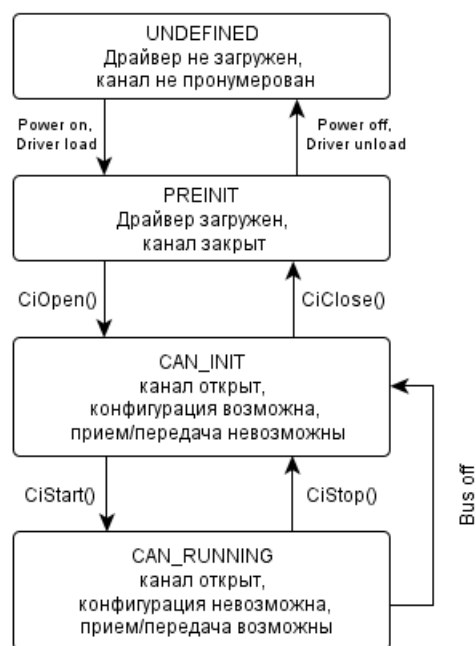 UNDEFINED
Драйвер не загружен,
канал не пронумерован
Power on,
Driver load
Power off,
Driver unload
PREINIT
Драйвер загружен,
канал закрыт
CiOpen()
CiClose()
CAN_INIT
канал открыт,
конфигурация возможна,
прием/передача невозможны
CiStart()
CiStop()
Bus off
CAN_RUNNING
канал открыт,
конфигурация невозможна,
прием/передача возможны